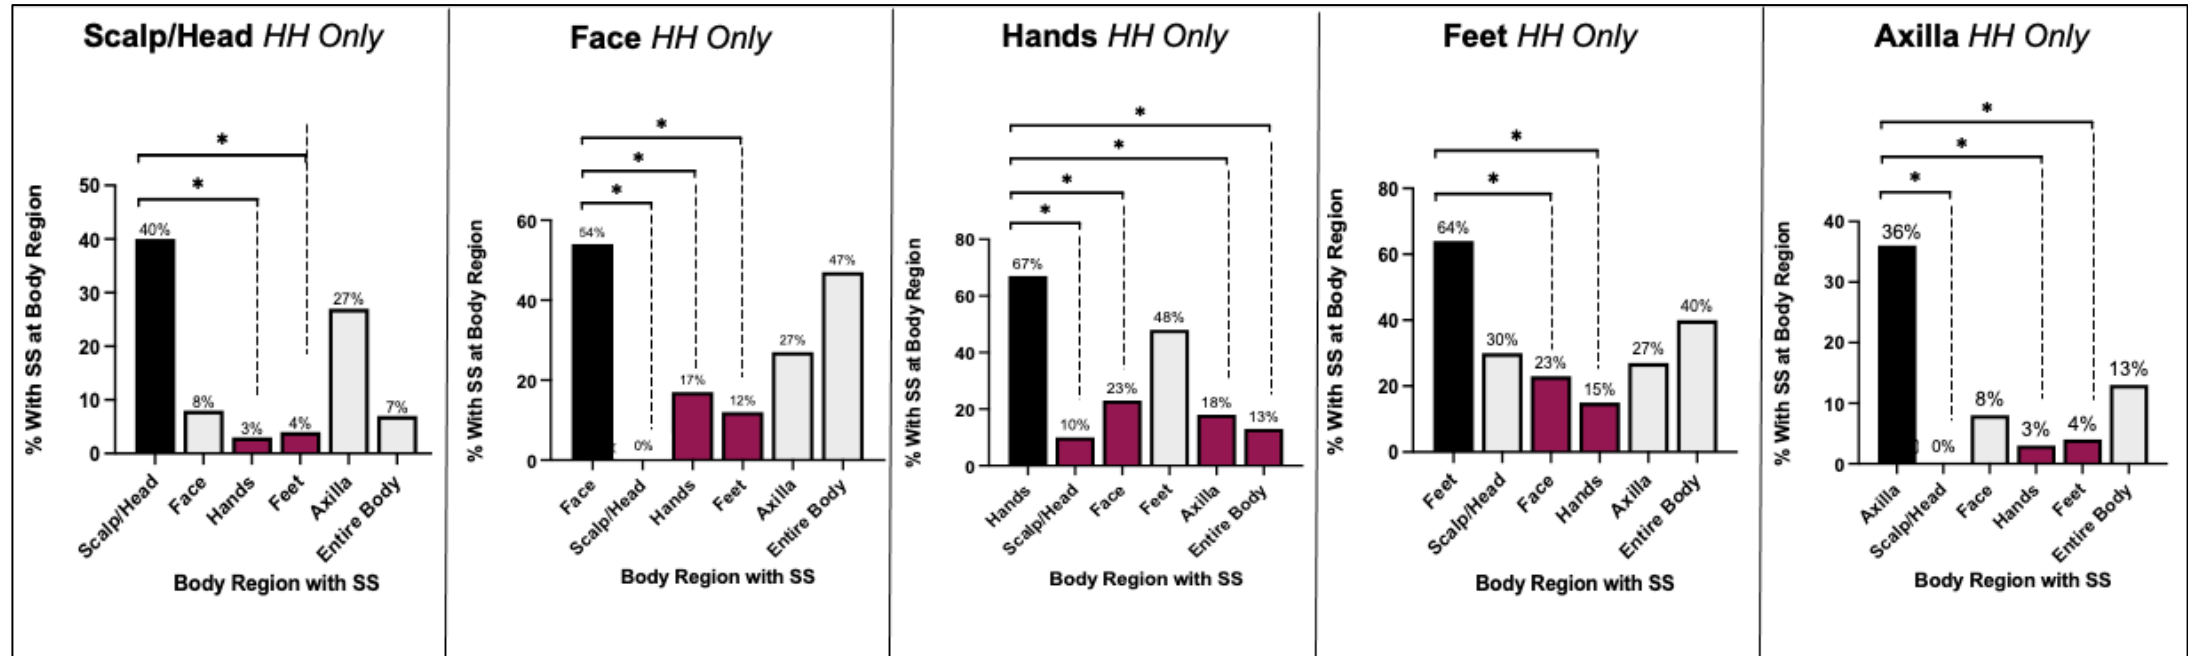 Scalp/Head HH Only
*
*
% With SS at Body Region
50
40
30
20
10
0
40%
8%
3%
4%
27%
7%
Scalp/Head
Face
Hands
Feet
Axilla
Entire Body
Body Region with SS
Face HH Only
*
*
*
% With SS at Body Region
60
40
20
0
54%
0%
17%
12%
27%
47%
Face
Scalp/Head
Hands
Feet
Axilla
Entire Body
Body Region with SS
Hands HH Only
*
*
*
*
% With SS at Body Region
80
60
40
20
0
67%
10%
23%
48%
18%
13%
Hands
Scalp/Head
Face
Feet
Axilla
Entire Body
Body Region with SS
Feet HH Only
*
*
% With SS at Body Region
80
60
40
20
0
64%
30%
23%
15%
27%
40%
Feet
Scalp/Head
Face
Hands
Axilla
Entire Body
Body Region with SS
Axilla HH Only
*
*
*
% With SS at Body Region
40
30
20
10
0
36%
0%
8%
3%
4%
13%
Axilla
Scalp/Head
Face
Hands
Feet
Entire Body
Body Region with SS